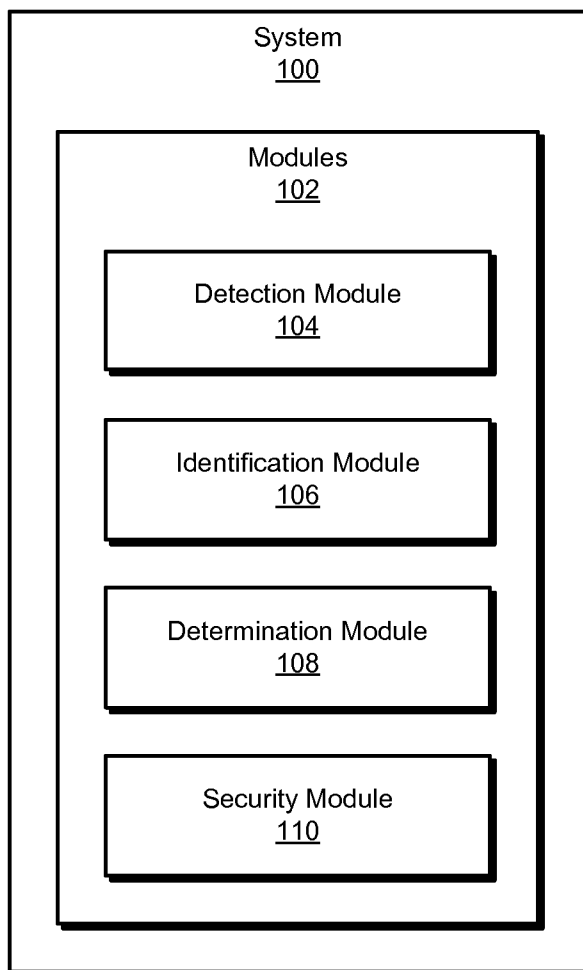 System
100
Modules
102
Detection Module
104
Identification Module
106
Determination Module
108
Security Module
110